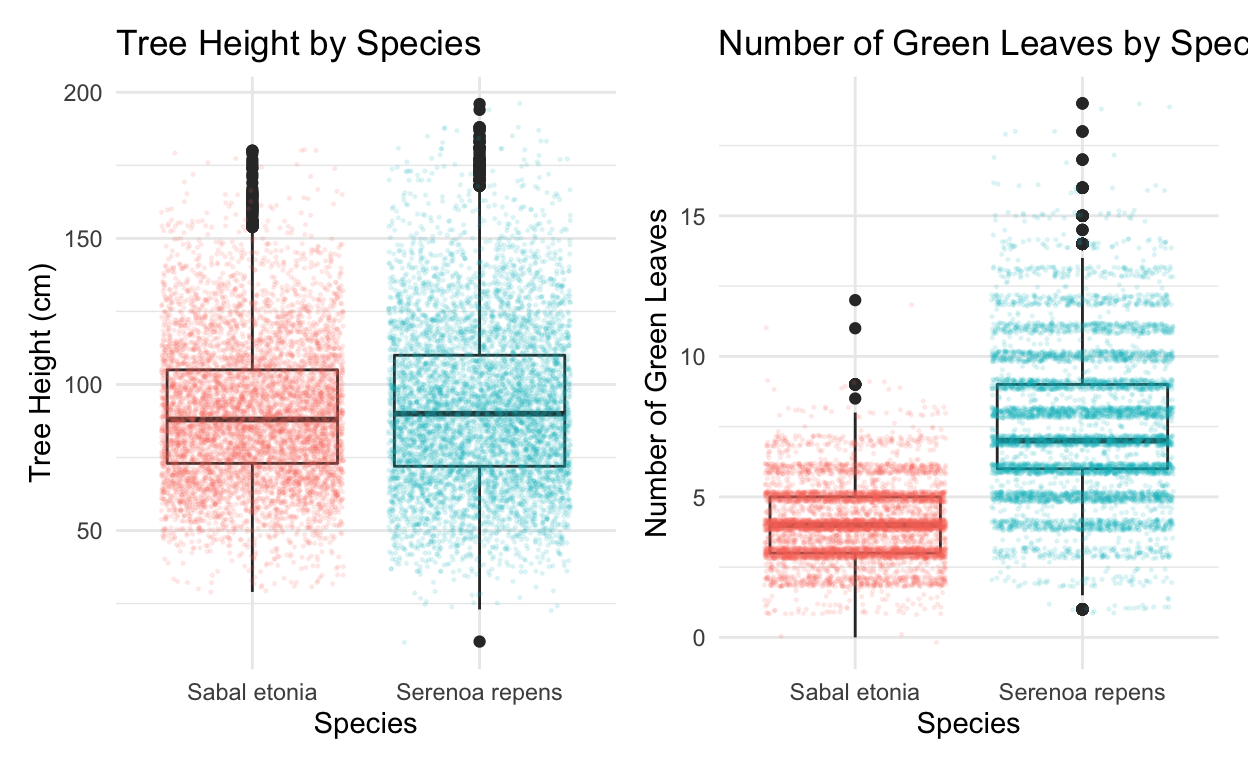 Tree Height by Species
Tree Height (cm)
200
150
100
50
Sabal etonia
Serenoa repens
Species
Number of Green Leaves by Spec
Number of Green Leaves
15
10
5
0
Sabal etonia
Serenoa repens
Species